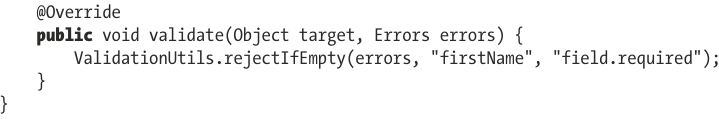 @Override
    public void validate(Object target, Errors errors) {
        ValidationUtils.rejectIfEmpty(errors, "firstName", "field.required");
    }
}